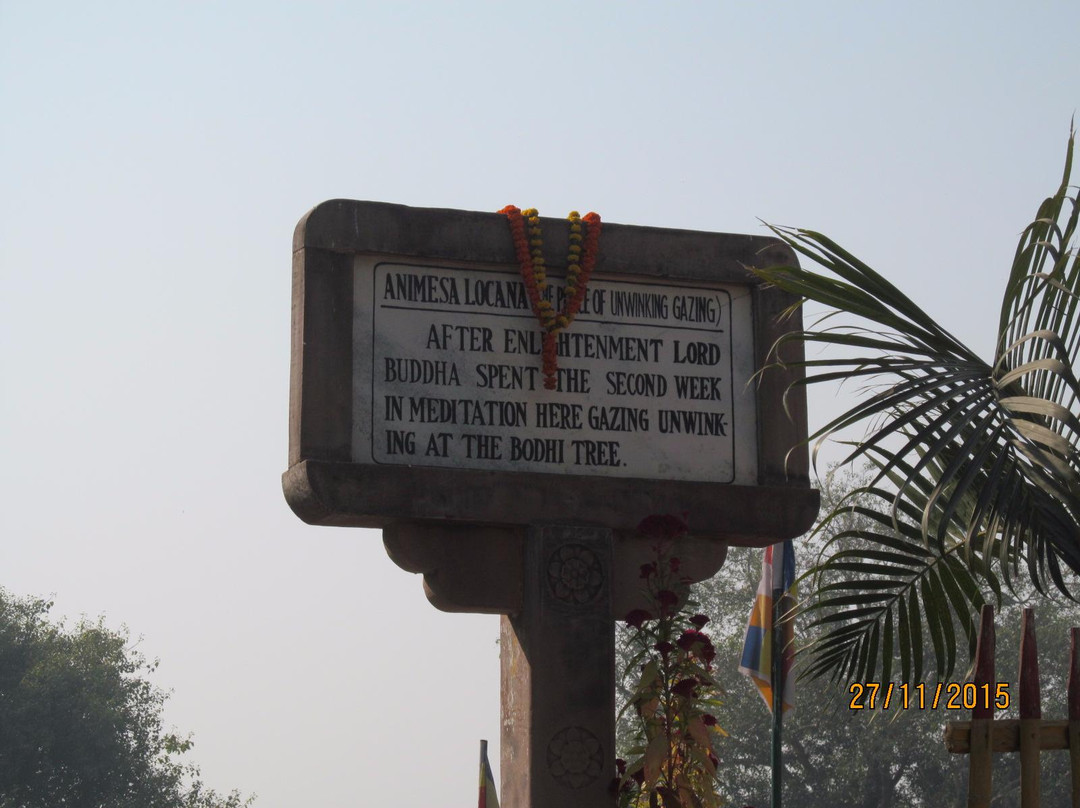 ANIMESA LOCANA OF UNWINKING GAZING)
AFTER ENLIGHTENMENT LORD
BUDDHA SPENT THE SECOND WEEK
IN MEDITATION HERE GAZING UNWINK-
ING AT THE BODHI TREE.
27/11/2015